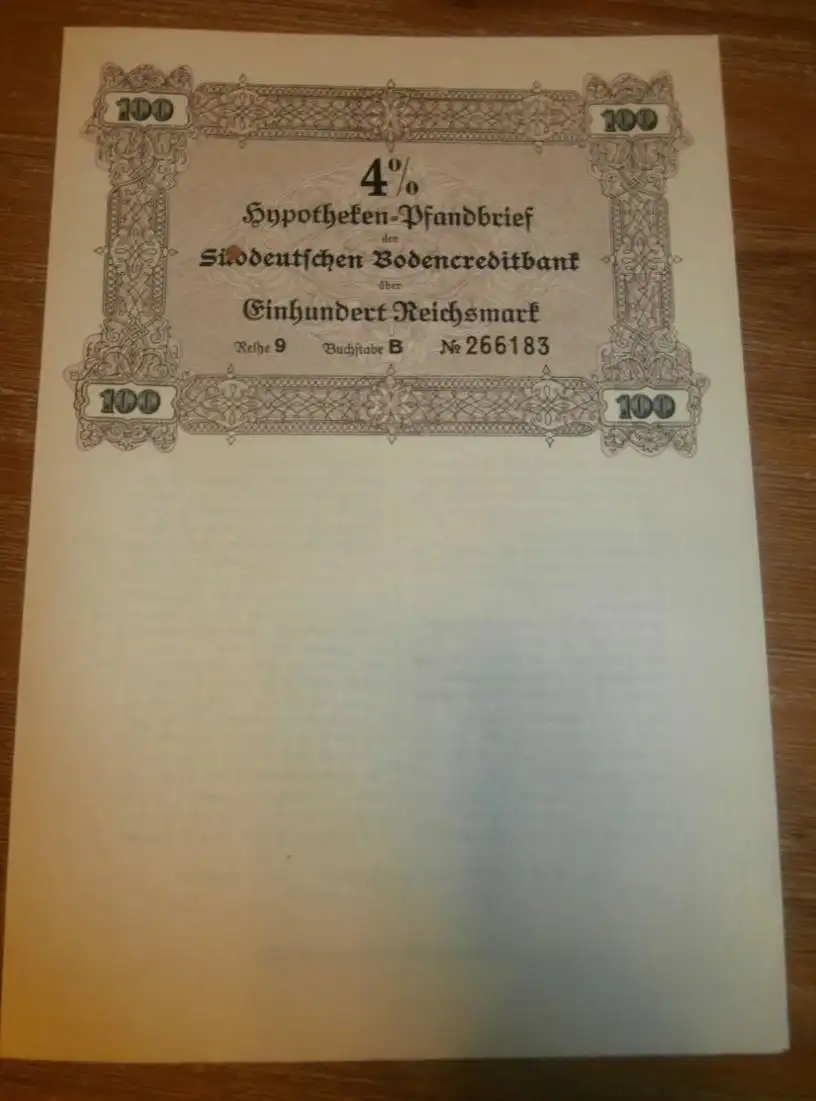 100 100
4%
Hypotheken-Pfandbrief
der
Süddeutschen Bodencreditbank
über
Einhundert Reichsmark
Reihe 9 Buchstabe B № 266183
100 100